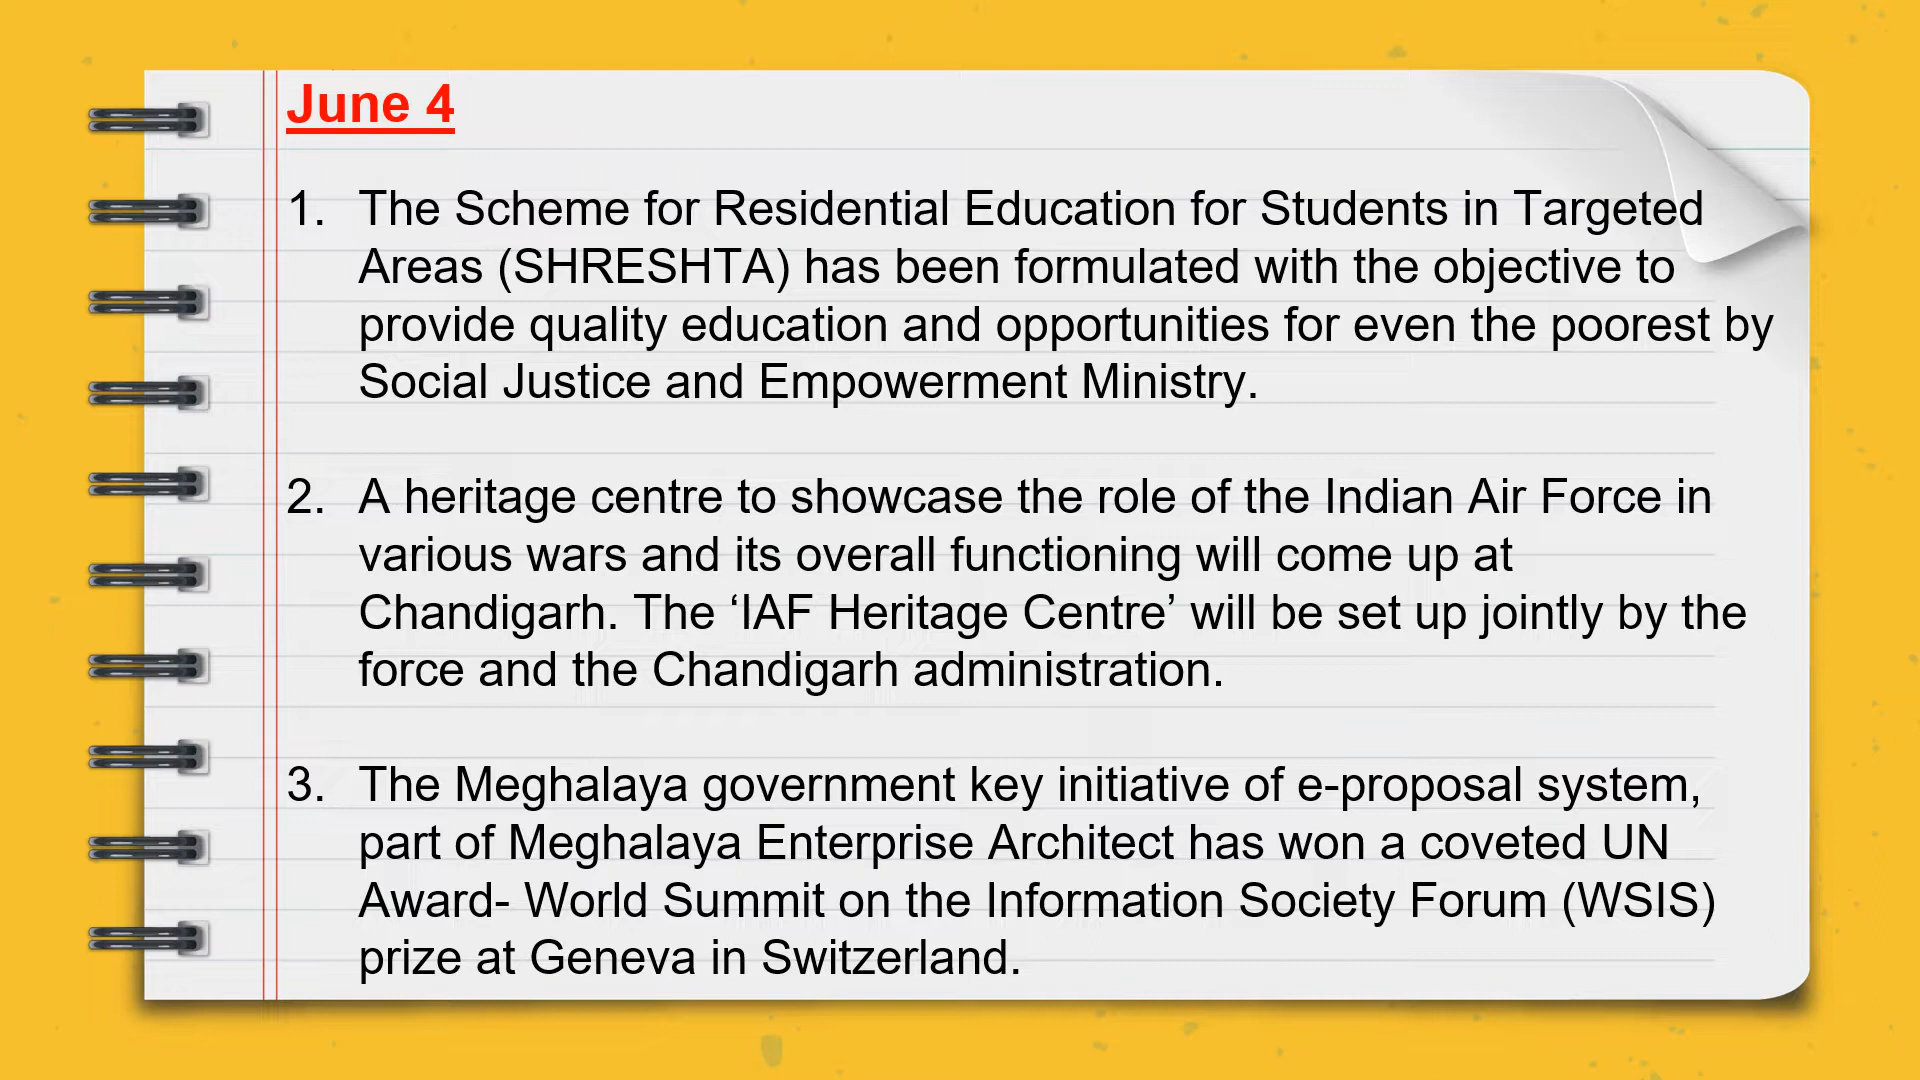 June 4
1. The Scheme for Residential Education for Students in Targeted
Areas (SHRESHTA) has been formulated with the objective to
provide quality education and opportunities for even the poorest by
Social Justice and Empowerment Ministry.
2. A heritage centre to showcase the role of the Indian Air Force in
various wars and its overall functioning will come up at
Chandigarh. The ‘IAF Heritage Centre’ will be set up jointly by the
force and the Chandigarh administration.
3. The Meghalaya government key initiative of e-proposal system,
part of Meghalaya Enterprise Architect has won a coveted UN
Award- World Summit on the Information Society Forum (WSIS)
prize at Geneva in Switzerland.